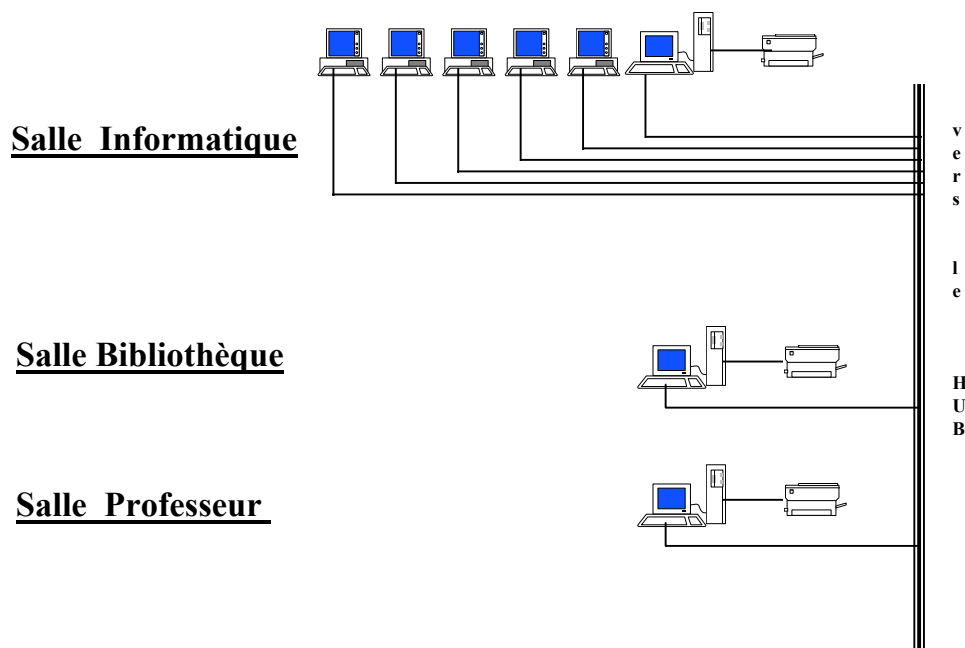 Salle Informatique
vers le HUB
Salle Bibliothèque
Salle Professeur